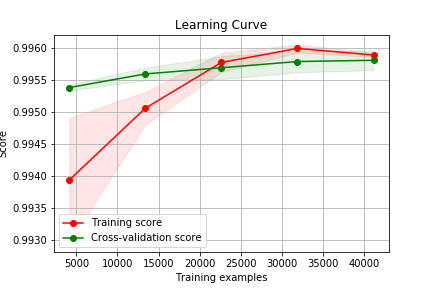 Learning Curve
0.9960
0.9955
0.9950
0.9945
0.9940
0.9935
0.9930
Score
Training score
Cross-validation score
5000 10000 15000 20000 25000 30000 35000 40000
Training examples